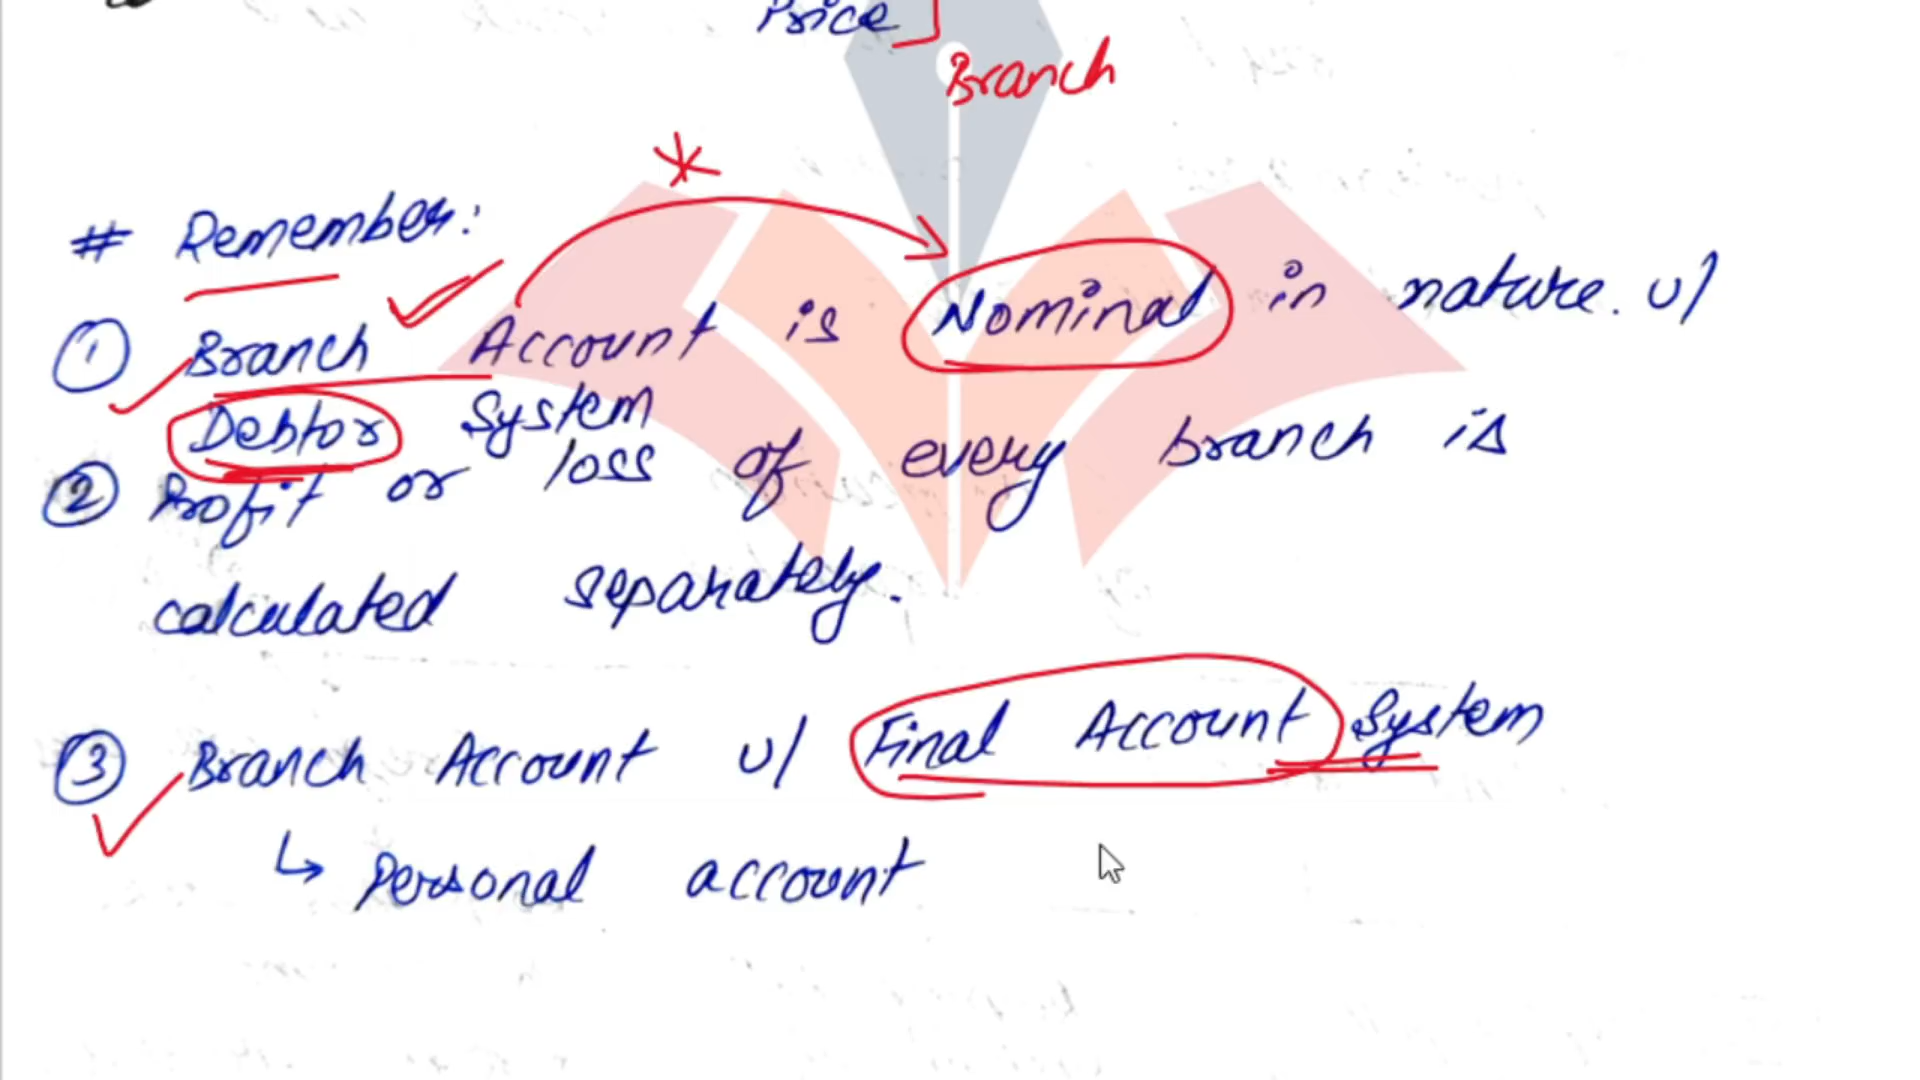 Price
Branch
# Remember:
① Branch Account is Nominal in nature. u/
Debtor System
② Profit or loss of every branch is
calculated separately.
③ Branch Account u/ Final Account System
↳ Personal account